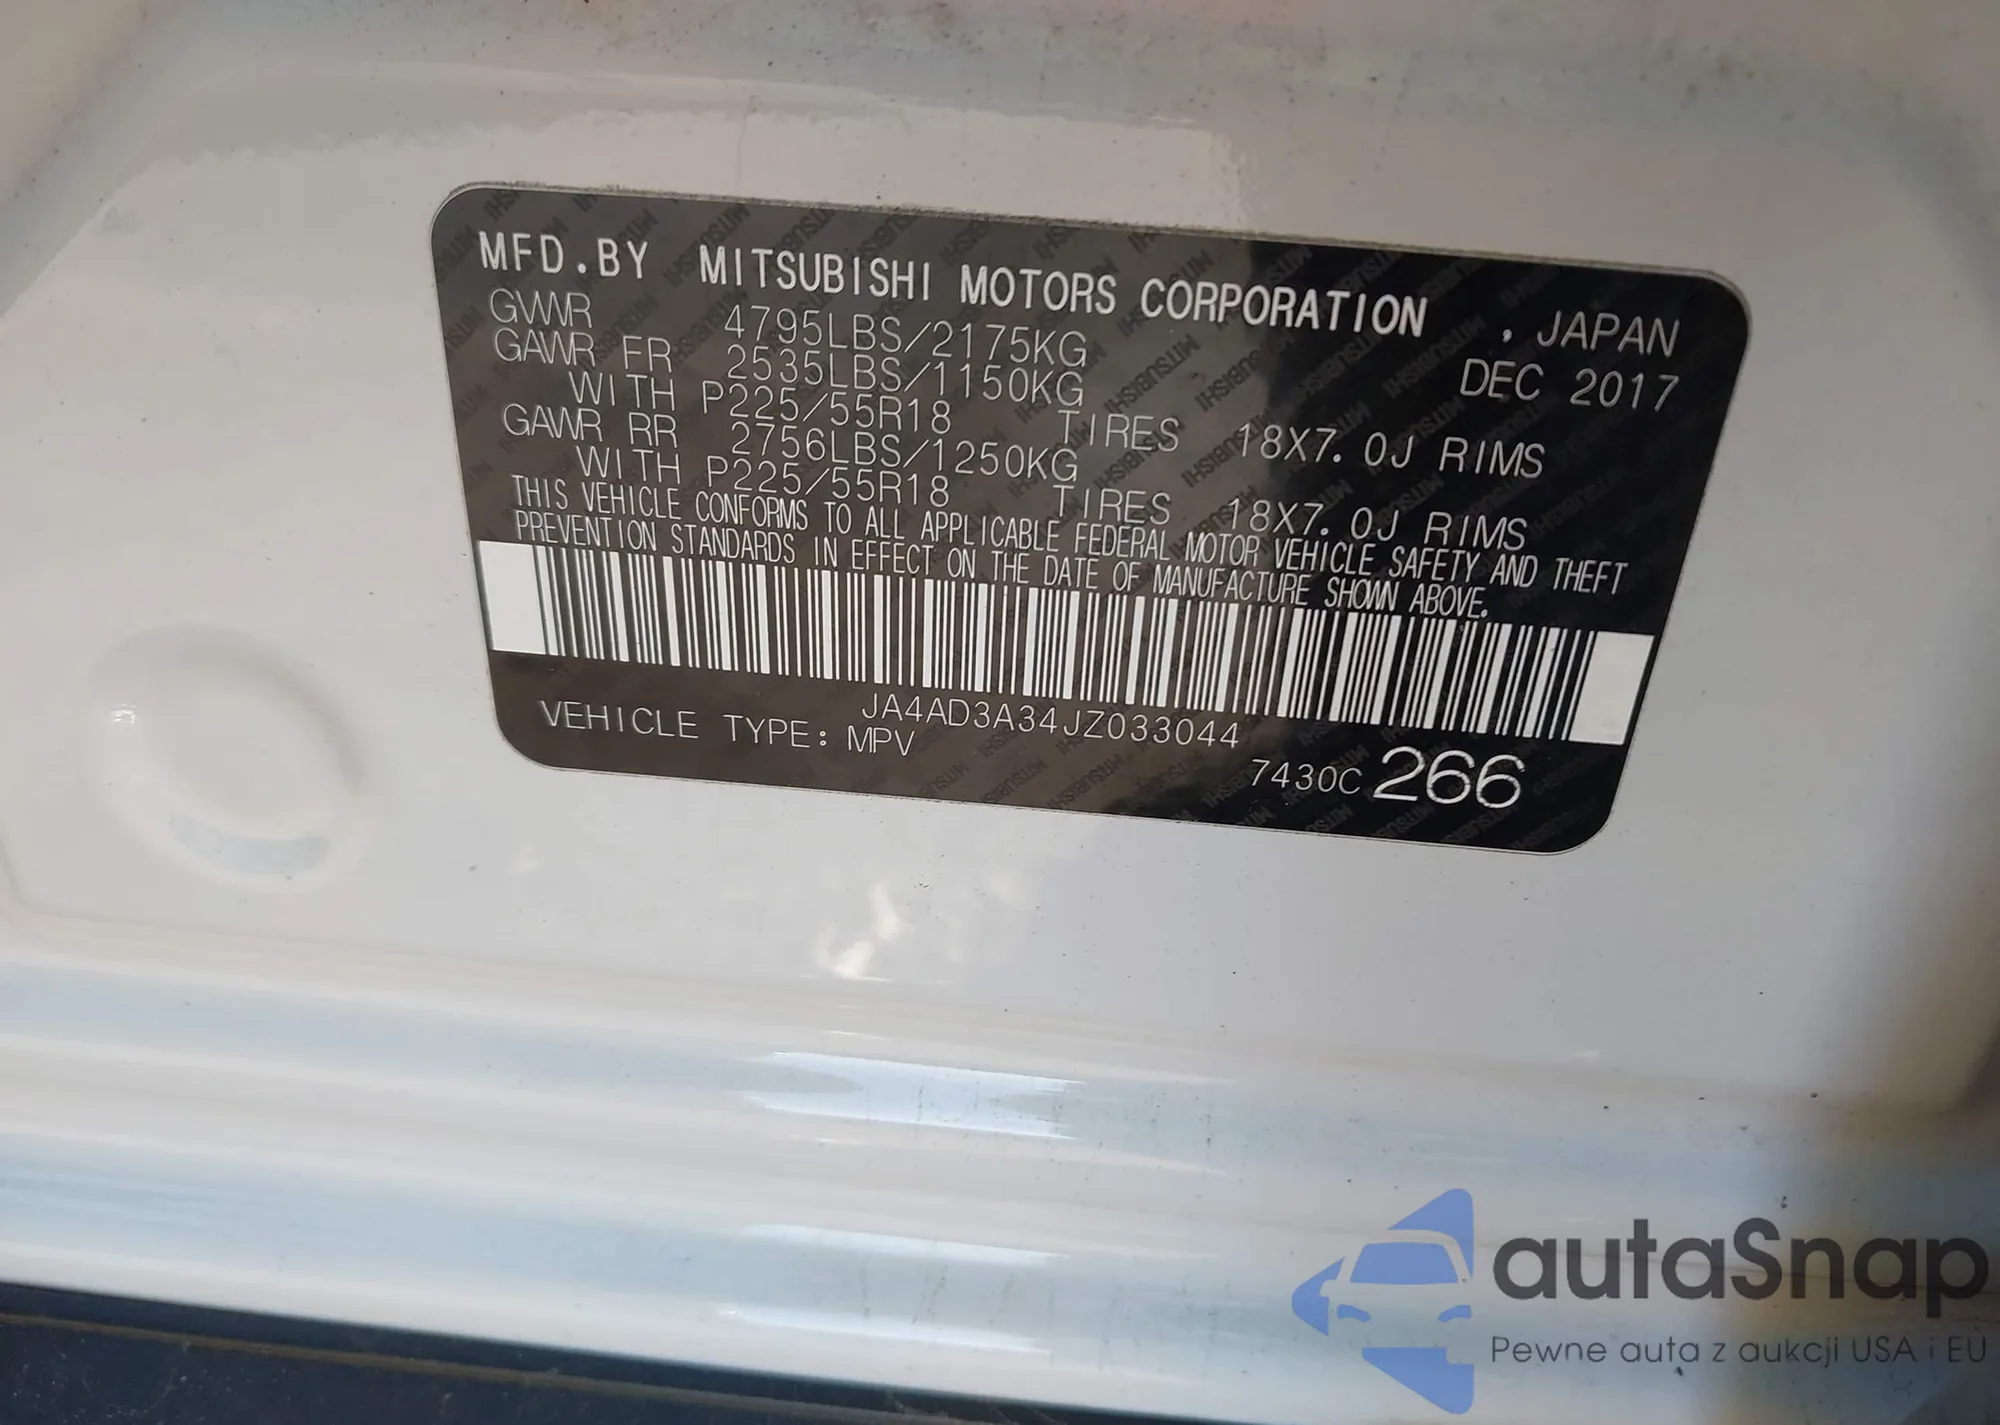 MFD.BY MITSUBISHI MOTORS CORPORATION , JAPAN
GVWR 4795LBS/2175KG DEC 2017
GAWR FR 2535LBS/1150KG
WITH P225/55R18 TIRES 18X7.0J RIMS
GAWR RR 2756LBS/1250KG
WITH P225/55R18 TIRES 18X7.0J RIMS
THIS VEHICLE CONFORMS TO ALL APPLICABLE FEDERAL MOTOR VEHICLE SAFETY AND THEFT
PREVENTION STANDARDS IN EFFECT ON THE DATE OF MANUFACTURE SHOWN ABOVE.
JA4AD3A34JZ033044
VEHICLE TYPE: MPV
7430C 266
autaSnap
Pewne auta z aukcji USA i EU